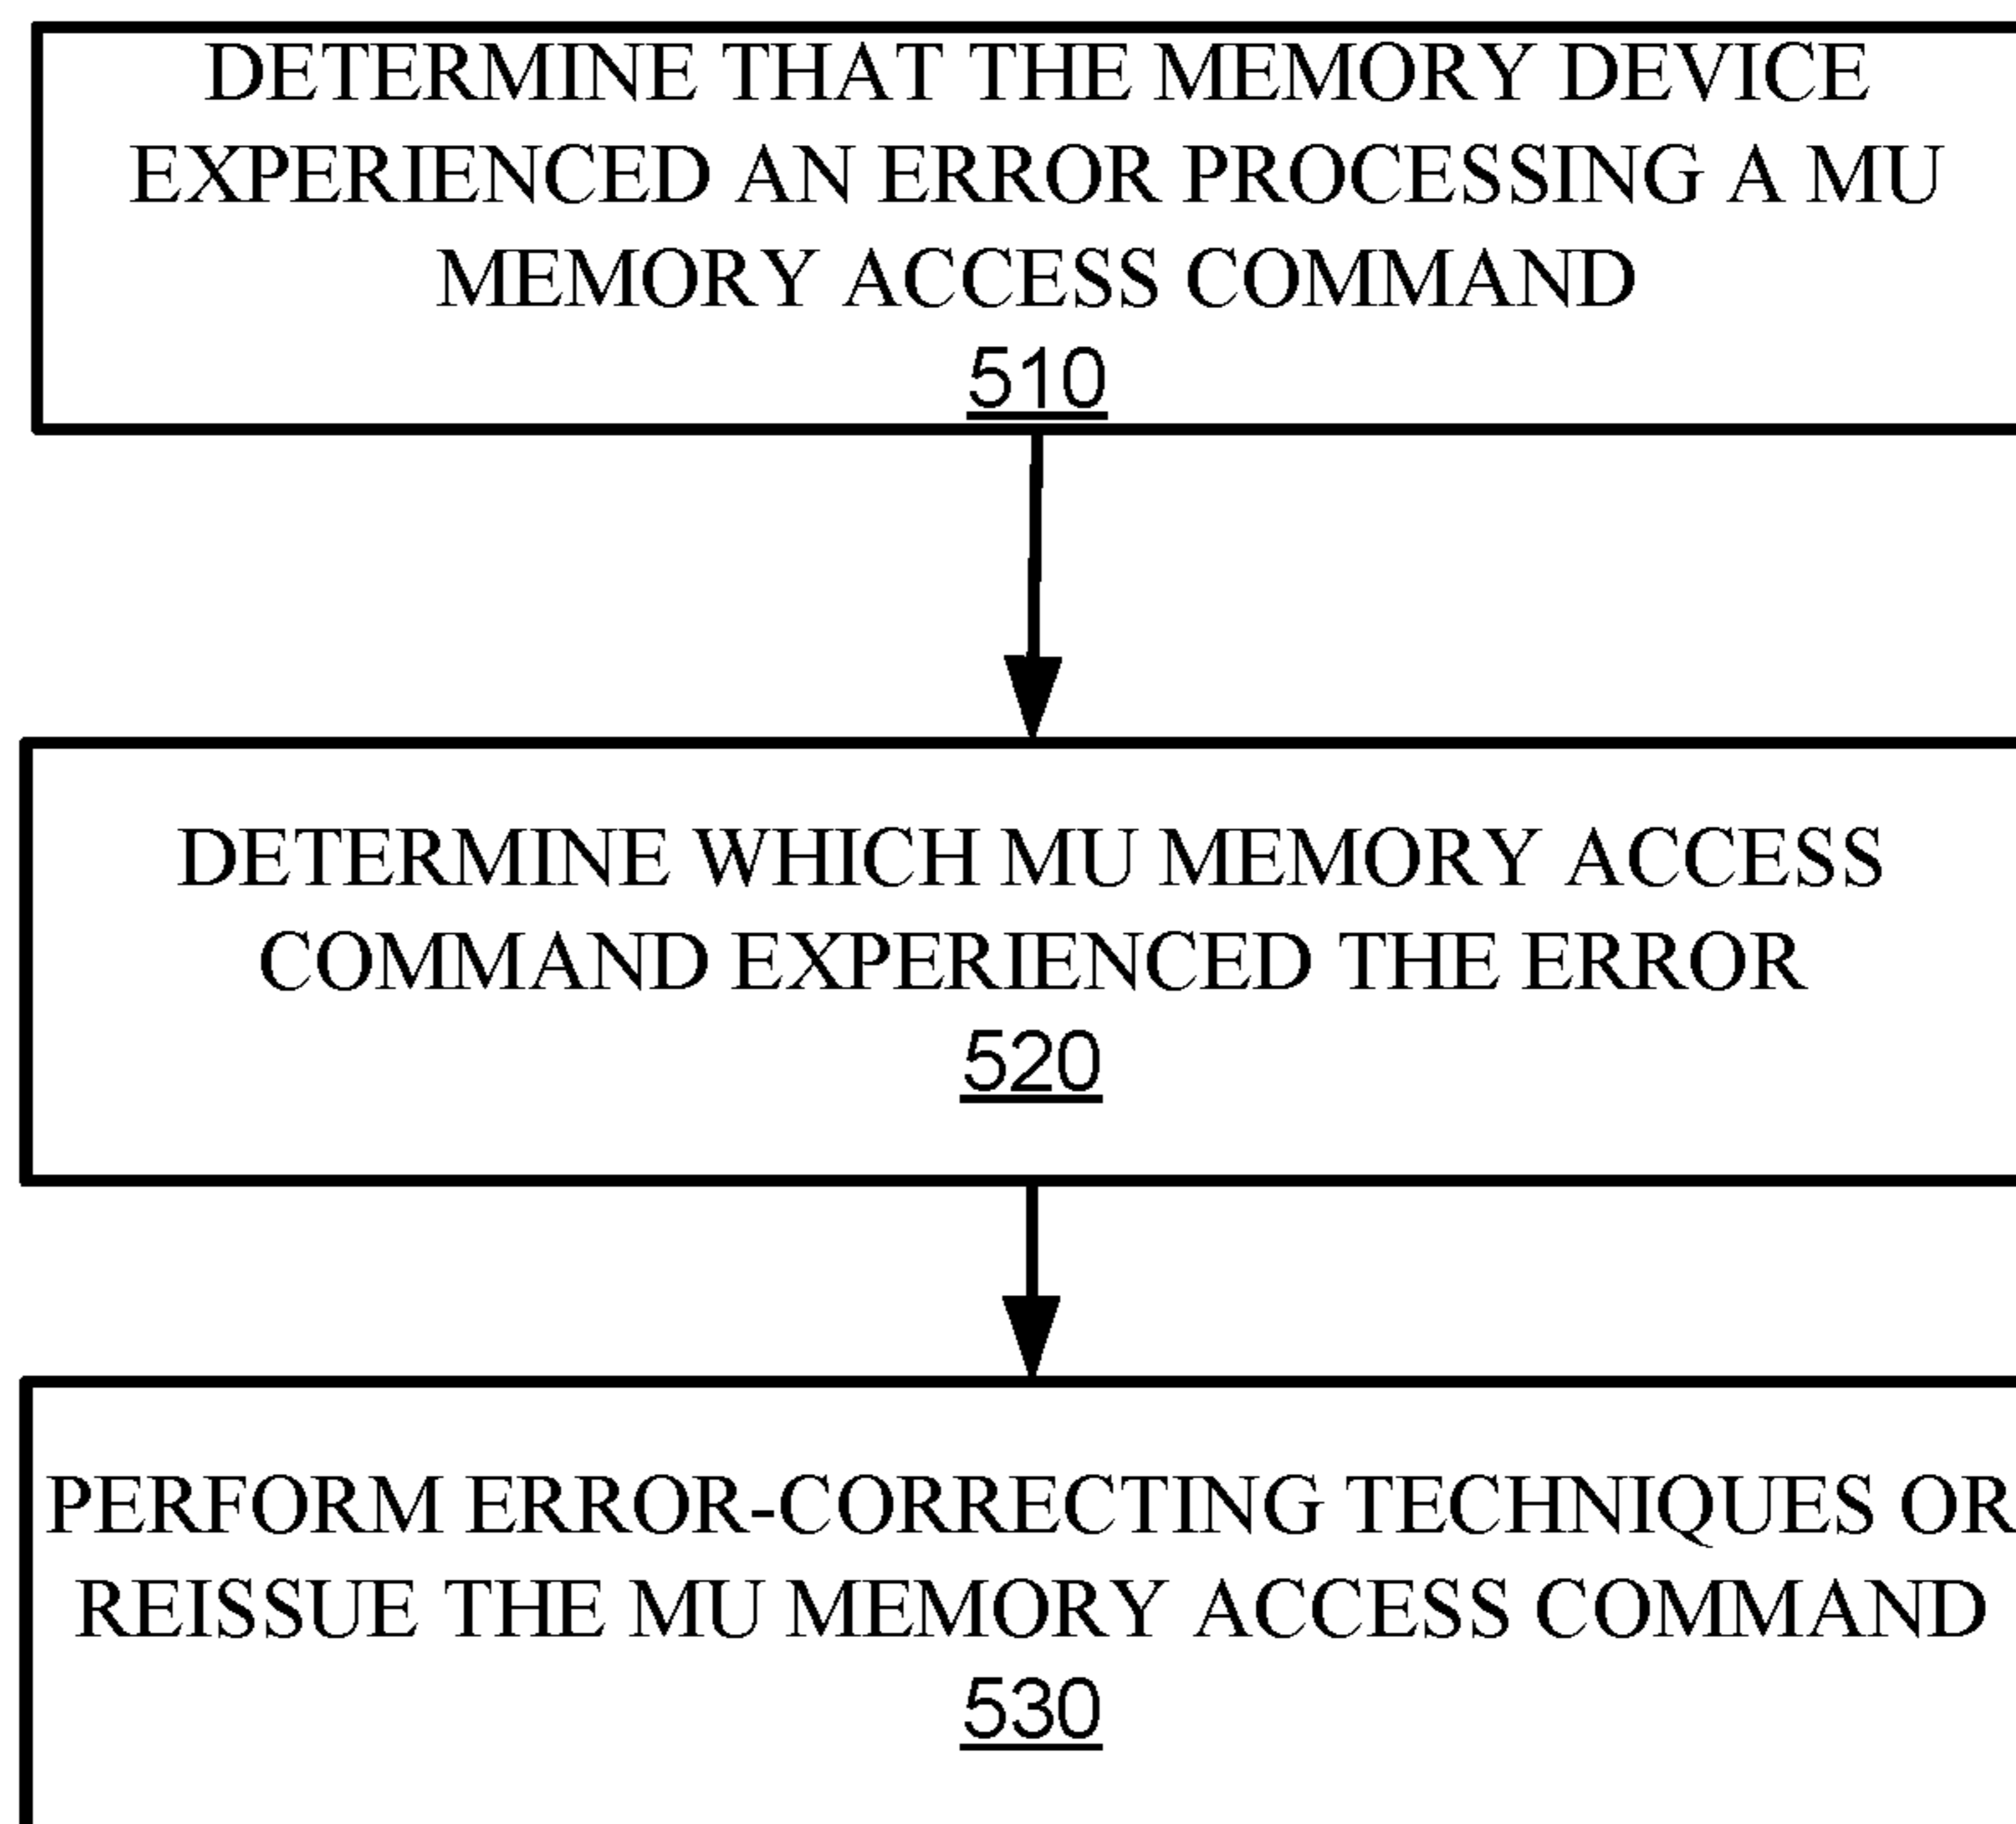 DETERMINE THAT THE MEMORY DEVICE
EXPERIENCED AN ERROR PROCESSING A MU
MEMORY ACCESS COMMAND
510
DETERMINE WHICH MU MEMORY ACCESS
COMMAND EXPERIENCED THE ERROR
520
PERFORM ERROR-CORRECTING TECHNIQUES OR
REISSUE THE MU MEMORY ACCESS COMMAND
530